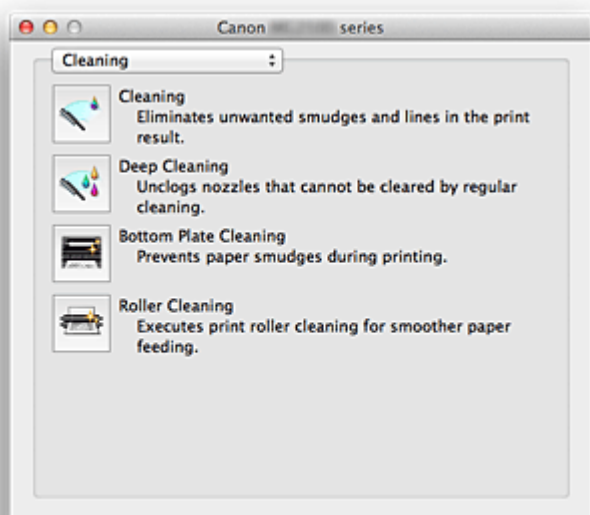 Canon series
Cleaning
Cleaning
Eliminates unwanted smudges and lines in the print
result.
Deep Cleaning
Unclogs nozzles that cannot be cleared by regular
cleaning.
Bottom Plate Cleaning
Prevents paper smudges during printing.
Roller Cleaning
Executes print roller cleaning for smoother paper
feeding.